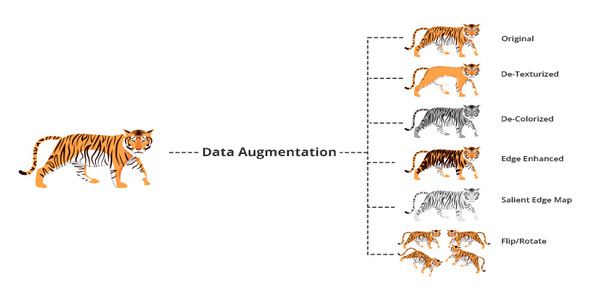 Data Augmentation
Original
De-Texturized
De-Colorized
Edge Enhanced
Salient Edge Map
Flip/Rotate